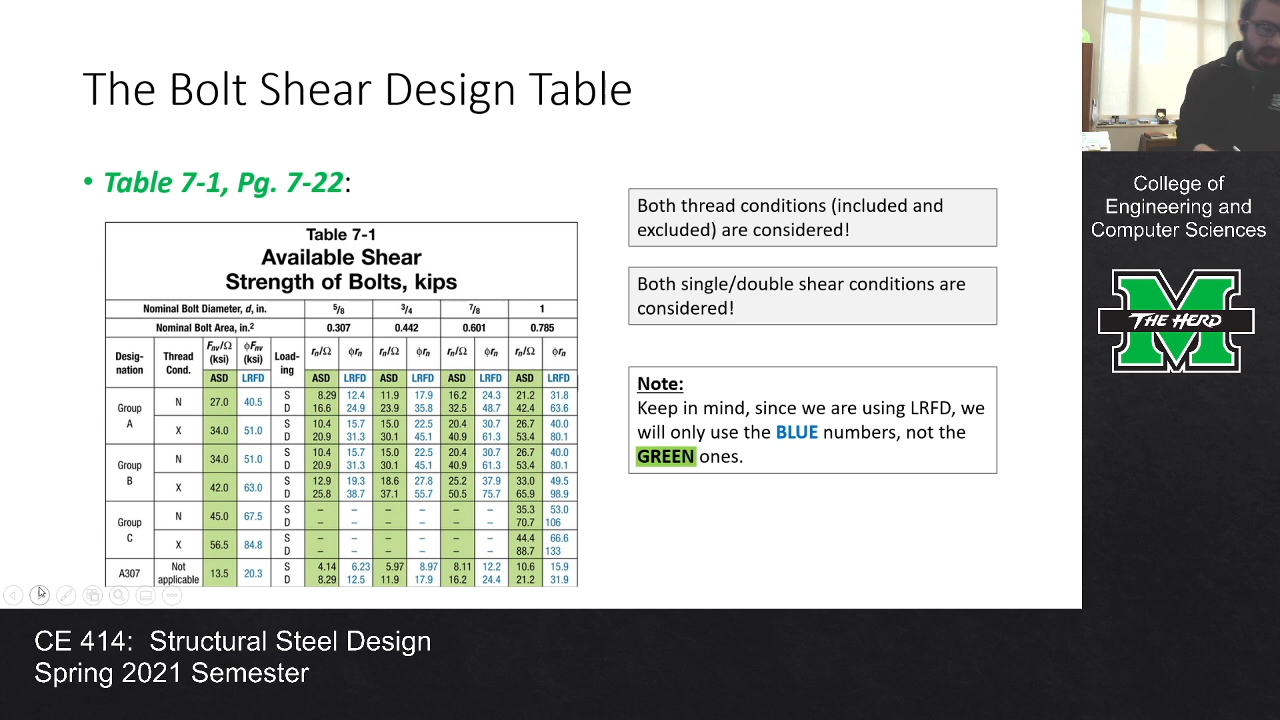 The Bolt Shear Design Table
• Table 7-1, Pg. 7-22:
Table 7-1
Available Shear
Strength of Bolts, kips
Nominal Bolt Diameter, d, in. 5/8 3/4 7/8 1
Nominal Bolt Area, in.2 0.307 0.442 0.601 0.785
Desig-nation Thread Cond. Fnv/Ω (ksi) ϕFnv (ksi) Load-ing rn/Ω ϕrn rn/Ω ϕrn rn/Ω ϕrn rn/Ω ϕrn
ASD LRFD ASD LRFD ASD LRFD ASD LRFD ASD LRFD
Group A N 27.0 40.5 S 8.29 12.4 11.9 17.9 16.2 24.3 21.2 31.8
D 16.6 24.9 23.9 35.8 32.5 48.7 42.4 63.6
X 34.0 51.0 S 10.4 15.7 15.0 22.5 20.4 30.7 26.7 40.0
D 20.9 31.3 30.1 45.1 40.9 61.3 53.4 80.1
Group B N 34.0 51.0 S 10.4 15.7 15.0 22.5 20.4 30.7 26.7 40.0
D 20.9 31.3 30.1 45.1 40.9 61.3 53.4 80.1
X 42.0 63.0 S 12.9 19.3 18.6 27.8 25.2 37.9 33.0 49.5
D 25.8 38.7 37.1 55.7 50.5 75.7 65.9 98.9
Group C N 45.0 67.5 S – – – – – – 35.3 53.0
D – – – – – – 70.7 106
X 56.5 84.8 S – – – – – – 44.4 66.6
D – – – – – – 88.7 133
A307 Not applicable 13.5 20.3 S 4.14 6.23 5.97 8.97 8.11 12.2 10.6 15.9
D 8.29 12.5 11.9 17.9 16.2 24.4 21.2 31.9
Both thread conditions (included and
excluded) are considered!
Both single/double shear conditions are
considered!
Note:
Keep in mind, since we are using LRFD, we
will only use the BLUE numbers, not the
GREEN ones.
College of
Engineering and
Computer Sciences
THE HERD
CE 414: Structural Steel Design
Spring 2021 Semester